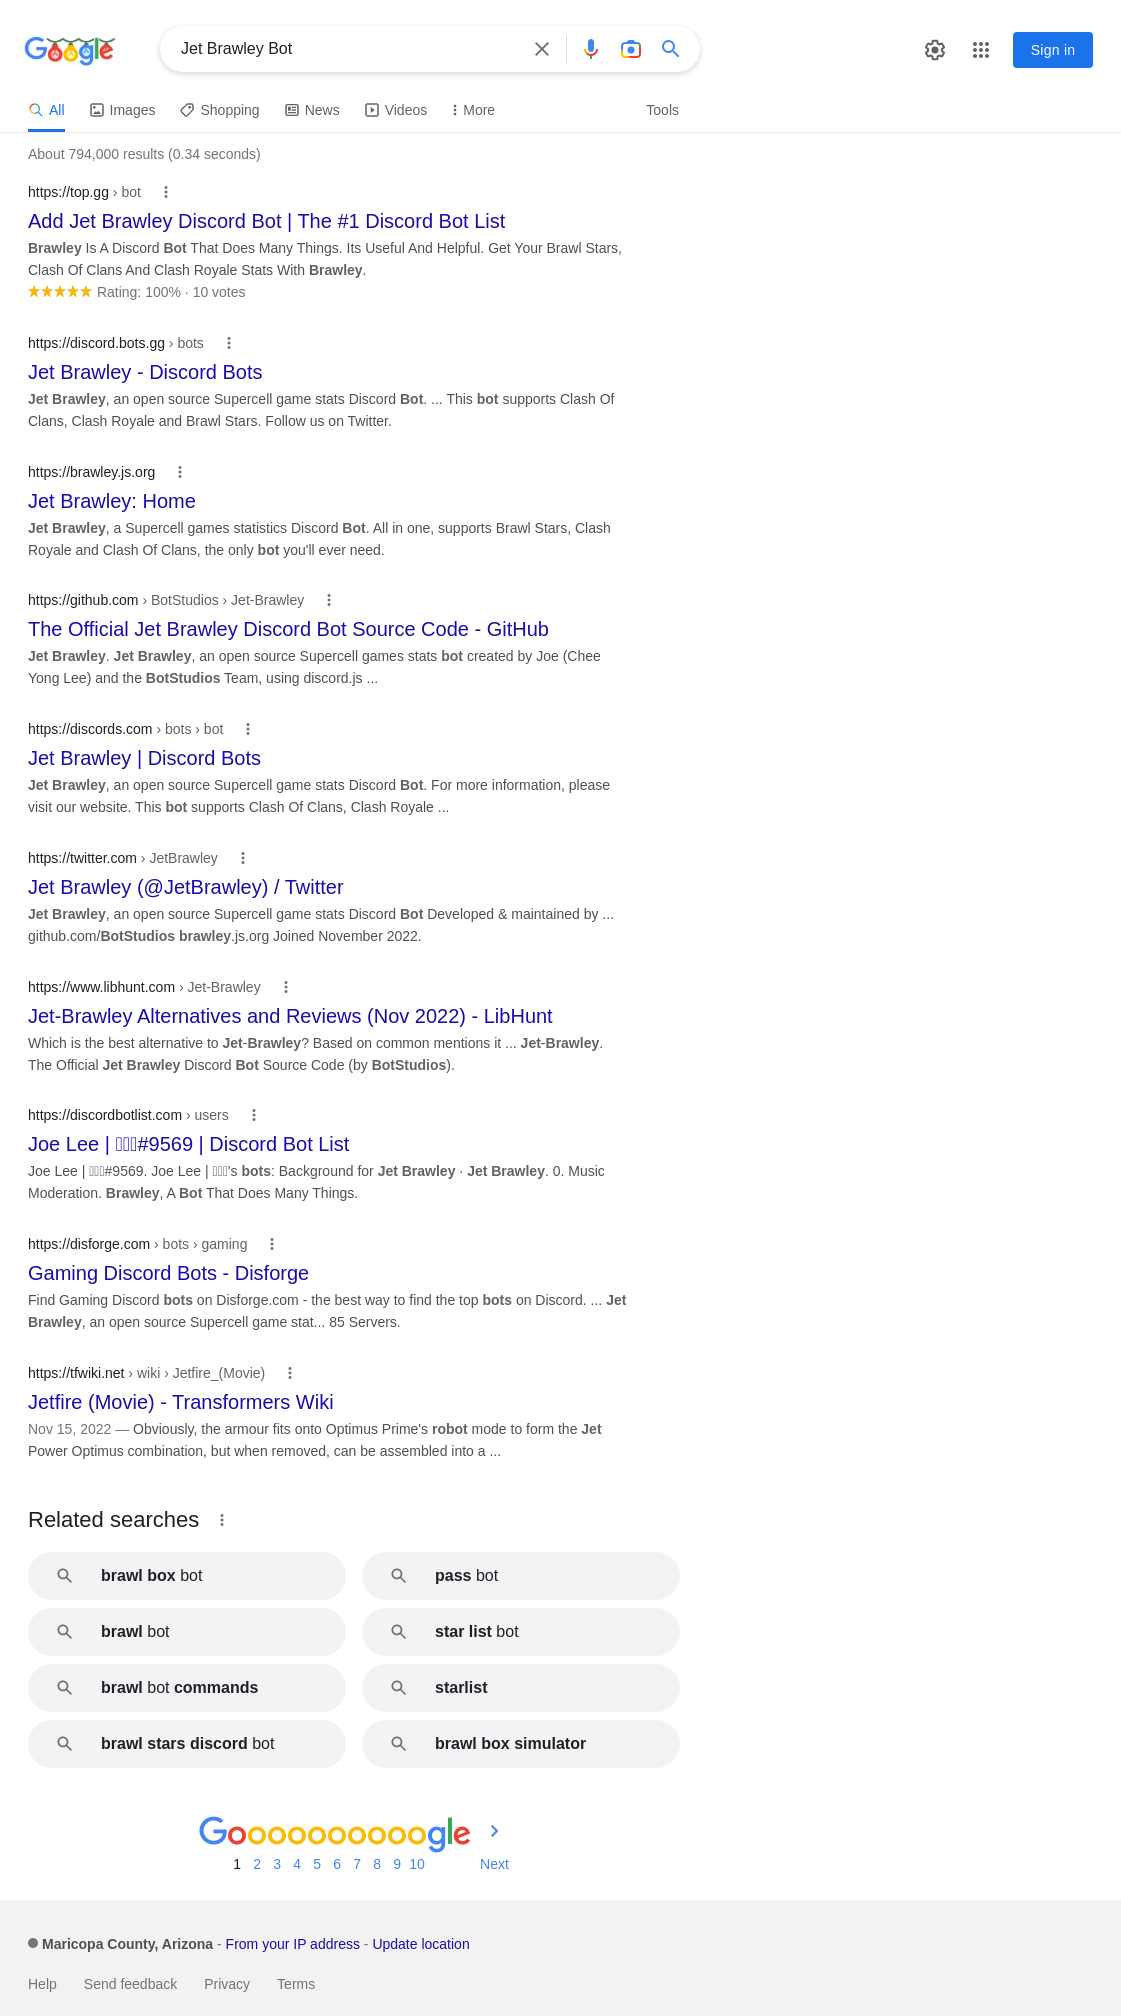 Google
Jet Brawley Bot
Sign in
All Images Shopping News Videos More Tools
About 794,000 results (0.34 seconds)
https://top.gg › bot
Add Jet Brawley Discord Bot | The #1 Discord Bot List
Brawley Is A Discord Bot That Does Many Things. Its Useful And Helpful. Get Your Brawl Stars,
Clash Of Clans And Clash Royale Stats With Brawley.
Rating: 100% · 10 votes
https://discord.bots.gg › bots
Jet Brawley - Discord Bots
Jet Brawley, an open source Supercell game stats Discord Bot. ... This bot supports Clash Of
Clans, Clash Royale and Brawl Stars. Follow us on Twitter.
https://brawley.js.org
Jet Brawley: Home
Jet Brawley, a Supercell games statistics Discord Bot. All in one, supports Brawl Stars, Clash
Royale and Clash Of Clans, the only bot you'll ever need.
https://github.com › BotStudios › Jet-Brawley
The Official Jet Brawley Discord Bot Source Code - GitHub
Jet Brawley. Jet Brawley, an open source Supercell games stats bot created by Joe (Chee
Yong Lee) and the BotStudios Team, using discord.js ...
https://discords.com › bots › bot
Jet Brawley | Discord Bots
Jet Brawley, an open source Supercell game stats Discord Bot. For more information, please
visit our website. This bot supports Clash Of Clans, Clash Royale ...
https://twitter.com › JetBrawley
Jet Brawley (@JetBrawley) / Twitter
Jet Brawley, an open source Supercell game stats Discord Bot Developed & maintained by ...
github.com/BotStudios brawley.js.org Joined November 2022.
https://www.libhunt.com › Jet-Brawley
Jet-Brawley Alternatives and Reviews (Nov 2022) - LibHunt
Which is the best alternative to Jet-Brawley? Based on common mentions it ... Jet-Brawley.
The Official Jet Brawley Discord Bot Source Code (by BotStudios).
https://discordbotlist.com › users
Joe Lee | #9569 | Discord Bot List
Joe Lee | #9569. Joe Lee | 's bots: Background for Jet Brawley · Jet Brawley. 0. Music
Moderation. Brawley, A Bot That Does Many Things.
https://disforge.com › bots › gaming
Gaming Discord Bots - Disforge
Find Gaming Discord bots on Disforge.com - the best way to find the top bots on Discord. ... Jet
Brawley, an open source Supercell game stat... 85 Servers.
https://tfwiki.net › wiki › Jetfire_(Movie)
Jetfire (Movie) - Transformers Wiki
Nov 15, 2022 — Obviously, the armour fits onto Optimus Prime's robot mode to form the Jet
Power Optimus combination, but when removed, can be assembled into a ...
Related searches
brawl box bot
pass bot
brawl bot
star list bot
brawl bot commands
starlist
brawl stars discord bot
brawl box simulator
Goooooooooogle
1 2 3 4 5 6 7 8 9 10 Next
Maricopa County, Arizona - From your IP address - Update location
Help Send feedback Privacy Terms